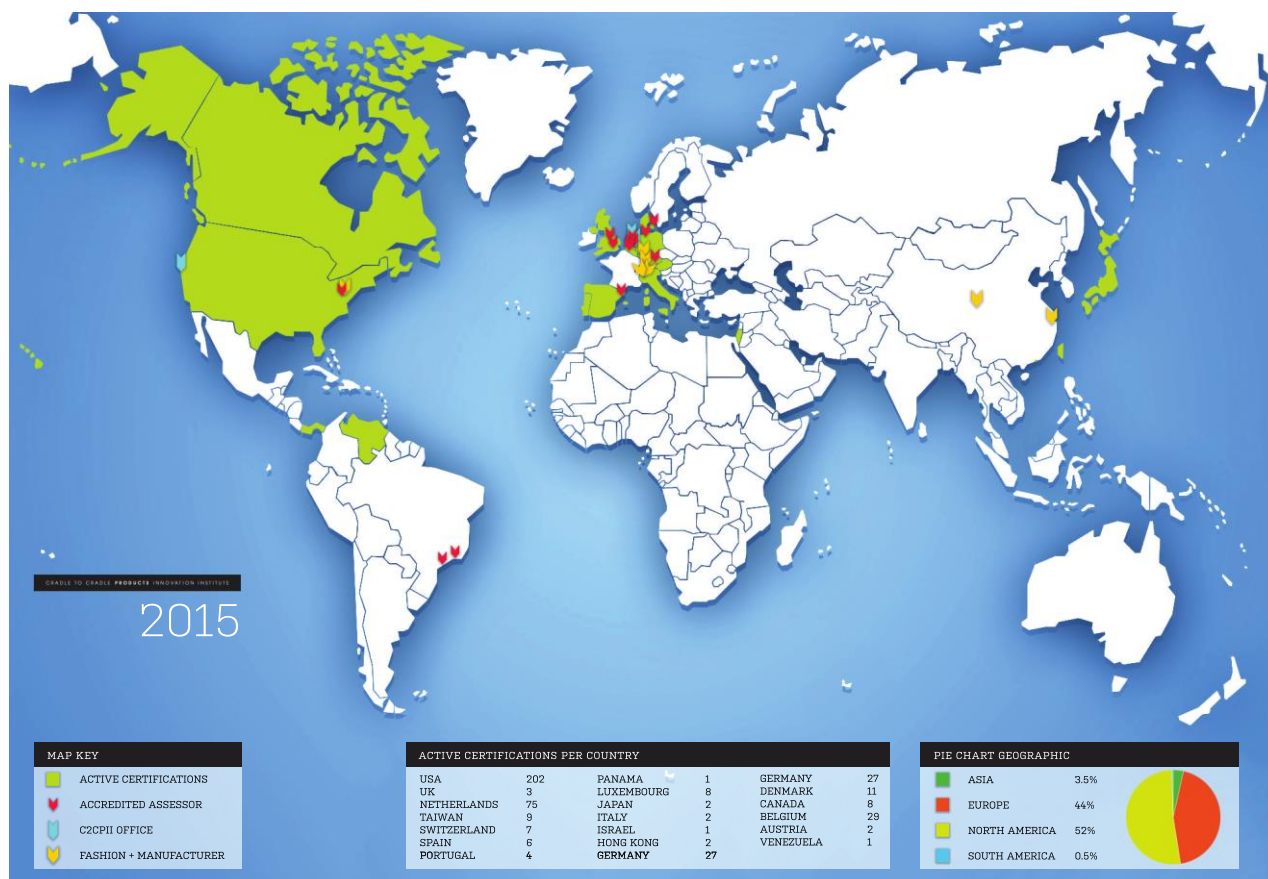 CRADLE TO CRADLE PRODUCTS INNOVATION INSTITUTE
2015
MAP KEY
ACTIVE CERTIFICATIONS
ACCREDITED ASSESSOR
C2CPII OFFICE
FASHION + MANUFACTURER
ACTIVE CERTIFICATIONS PER COUNTRY
USA 202
UK 3
NETHERLANDS 75
TAIWAN 9
SWITZERLAND 7
SPAIN 6
PORTUGAL 4
PANAMA 1
LUXEMBOURG 8
JAPAN 2
ITALY 2
ISRAEL 1
HONG KONG 2
GERMANY 27
GERMANY 27
DENMARK 11
CANADA 8
BELGIUM 29
AUSTRIA 2
VENEZUELA 1
PIE CHART GEOGRAPHIC
ASIA 3.5%
EUROPE 44%
NORTH AMERICA 52%
SOUTH AMERICA 0.5%